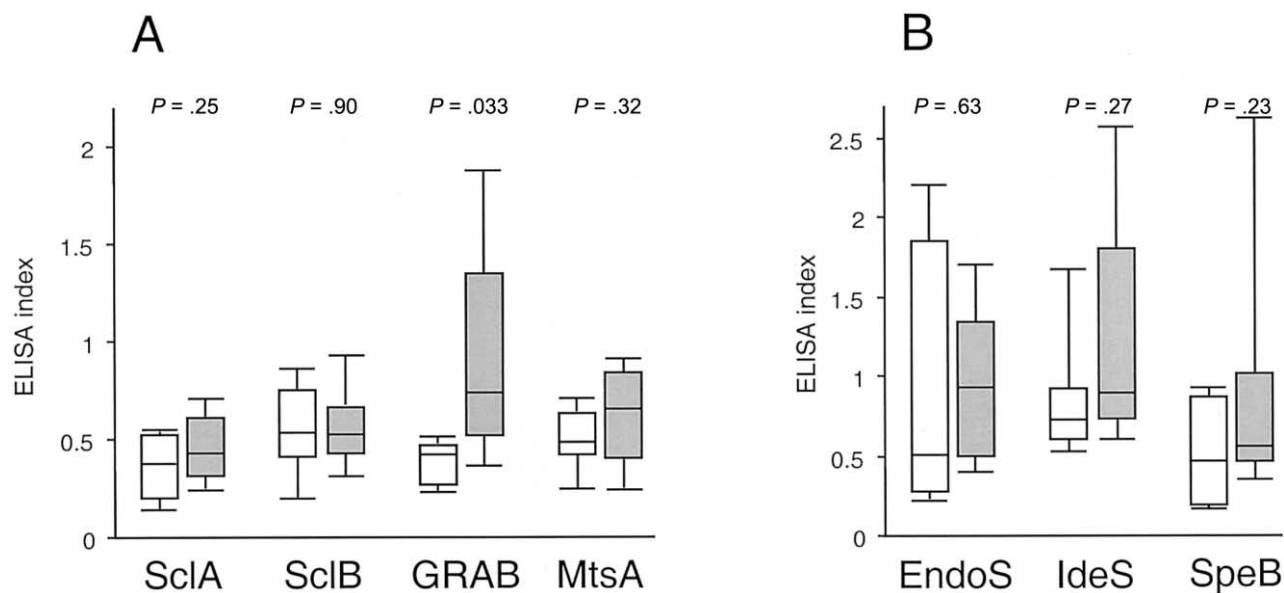 A
P = .25 P = .90 P = .033 P = .32
ELISA index
2
1.5
1
0.5
0
SclA SclB GRAB MtsA
B
P = .63 P = .27 P = .23
ELISA index
2.5
2
1.5
1
0.5
0
EndoS IdeS SpeB